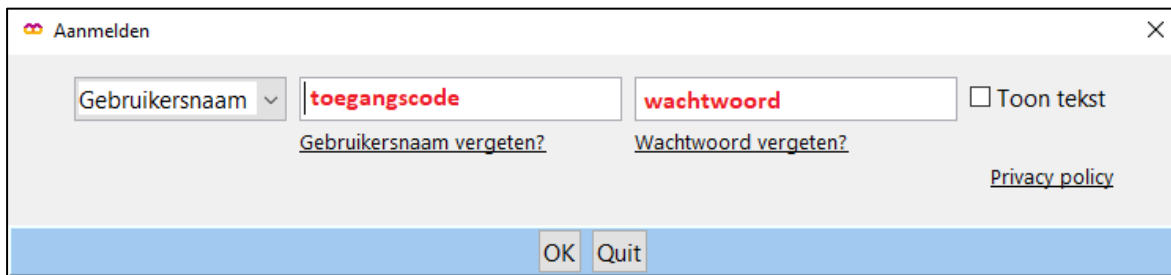 Aanmelden
Gebruikersnaam toegangscode wachtwoord Toon tekst
Gebruikersnaam vergeten? Wachtwoord vergeten?
Privacy policy
OK Quit